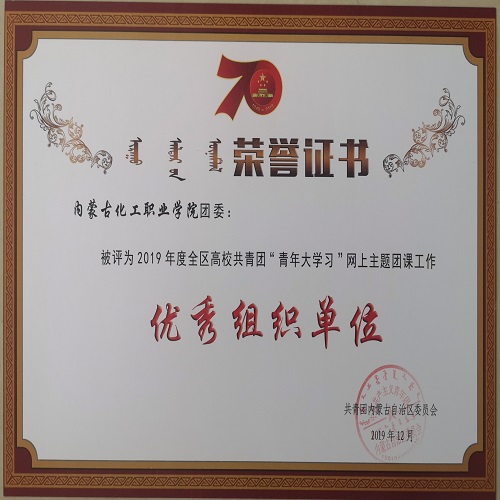 70
荣誉证书
内蒙古化工职业学院团委：
被评为2019年度全区高校共青团“青年大学习”网上主题团课工作
优秀组织单位
共青团内蒙古自治区委员会
2019年12月